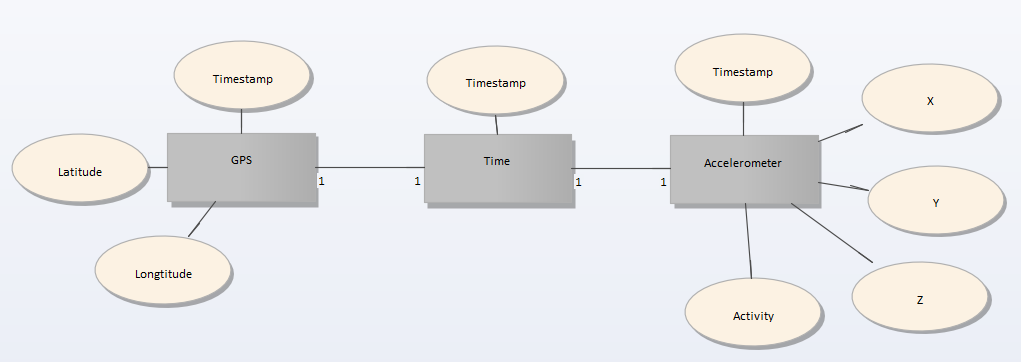 Timestamp
Timestamp
Timestamp
X
GPS
Time
Accelerometer
Latitude
1
1
1
1
Y
Longtitude
Z
Activity